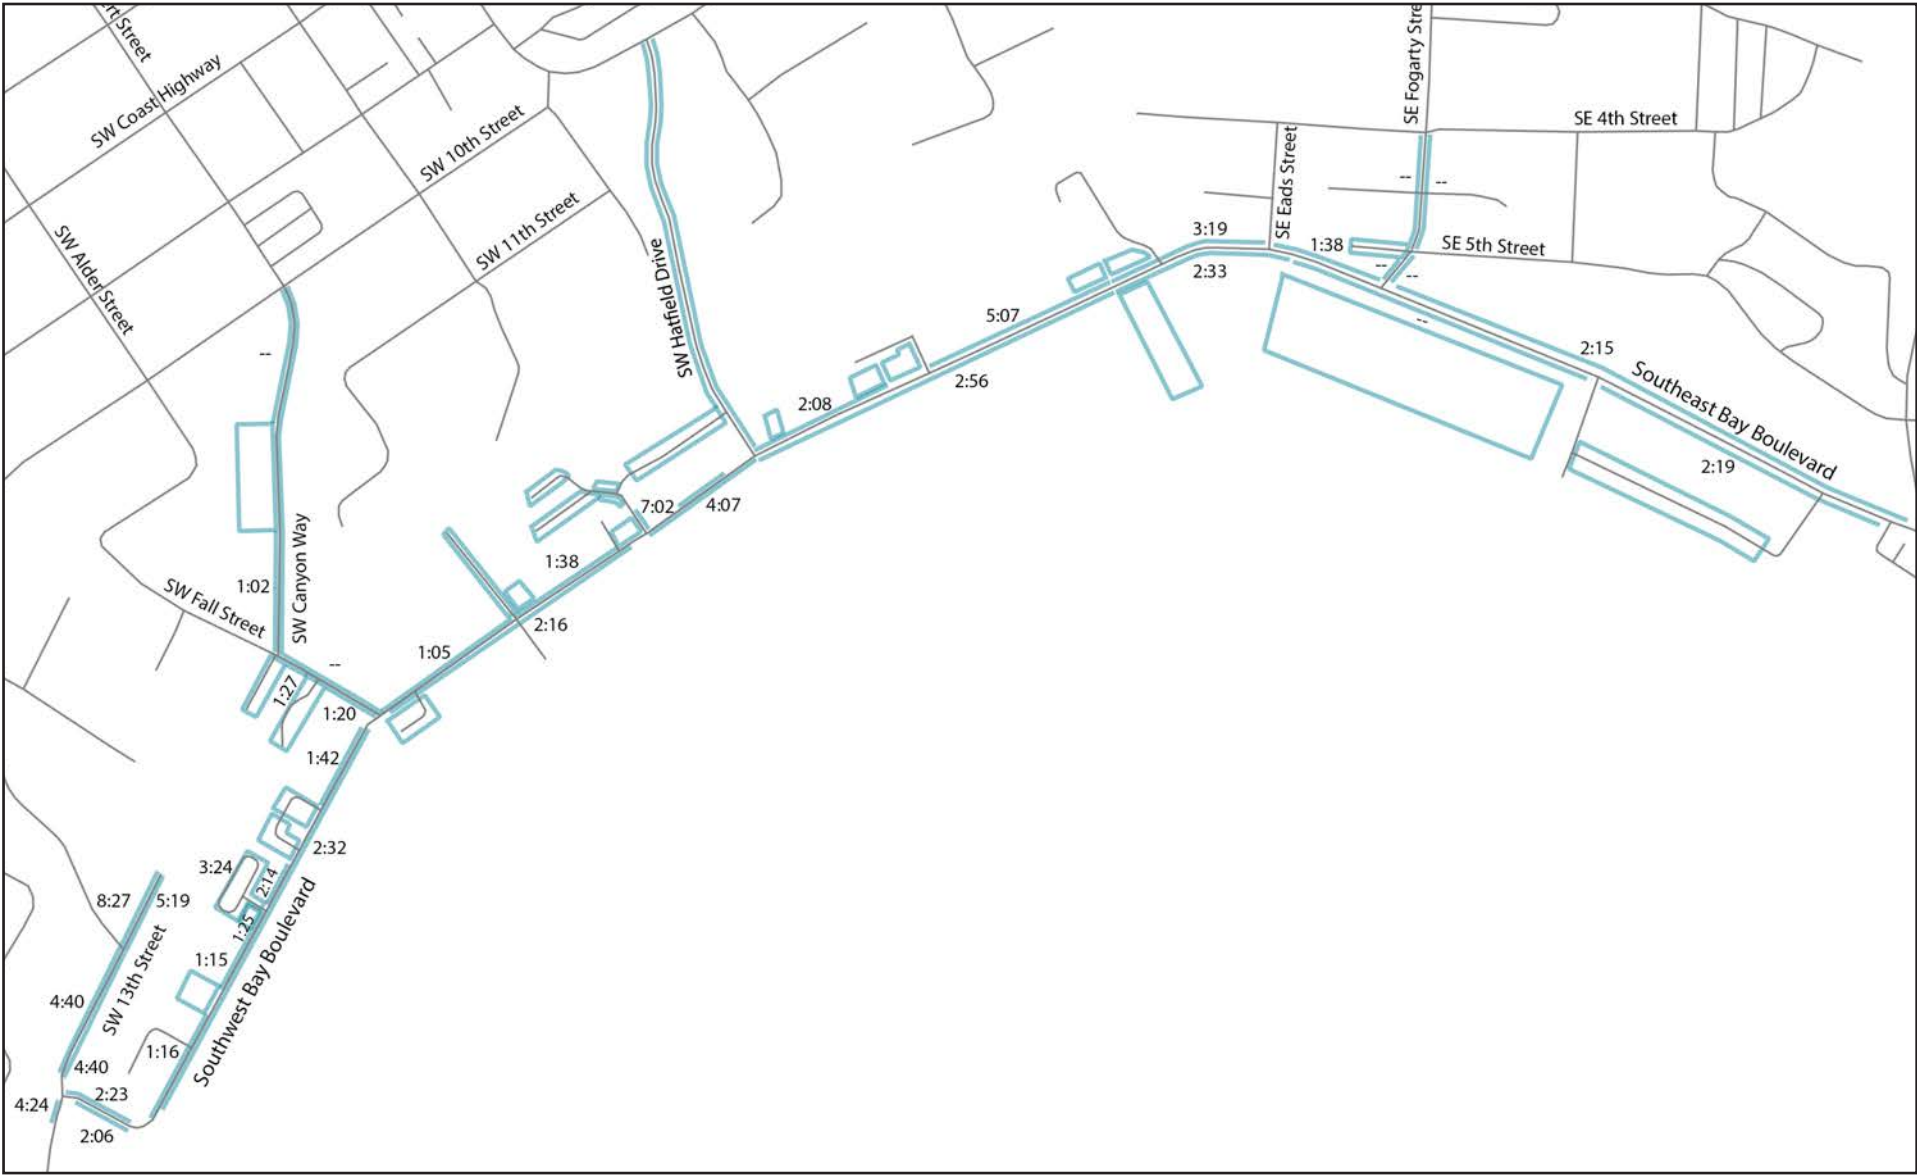 SW Coast Highway
SW 10th Street
SW 11th Street
SW Alder Street
SW Hatfield Drive
SE Fogarty Stre
SE 4th Street
SE Eads Street
SE 5th Street
--
--
--
--
--
3:19
2:33
1:38
5:07
2:56
2:15
Southeast Bay Boulevard
2:19
2:08
--
7:02
4:07
1:38
2:16
1:05
1:02
SW Canyon Way
SW Fall Street
--
1:27
1:20
1:42
2:32
3:24
2:14
1:25
8:27
5:19
SW 13th Street
1:15
Southwest Bay Boulevard
4:40
1:16
4:40
2:23
4:24
2:06